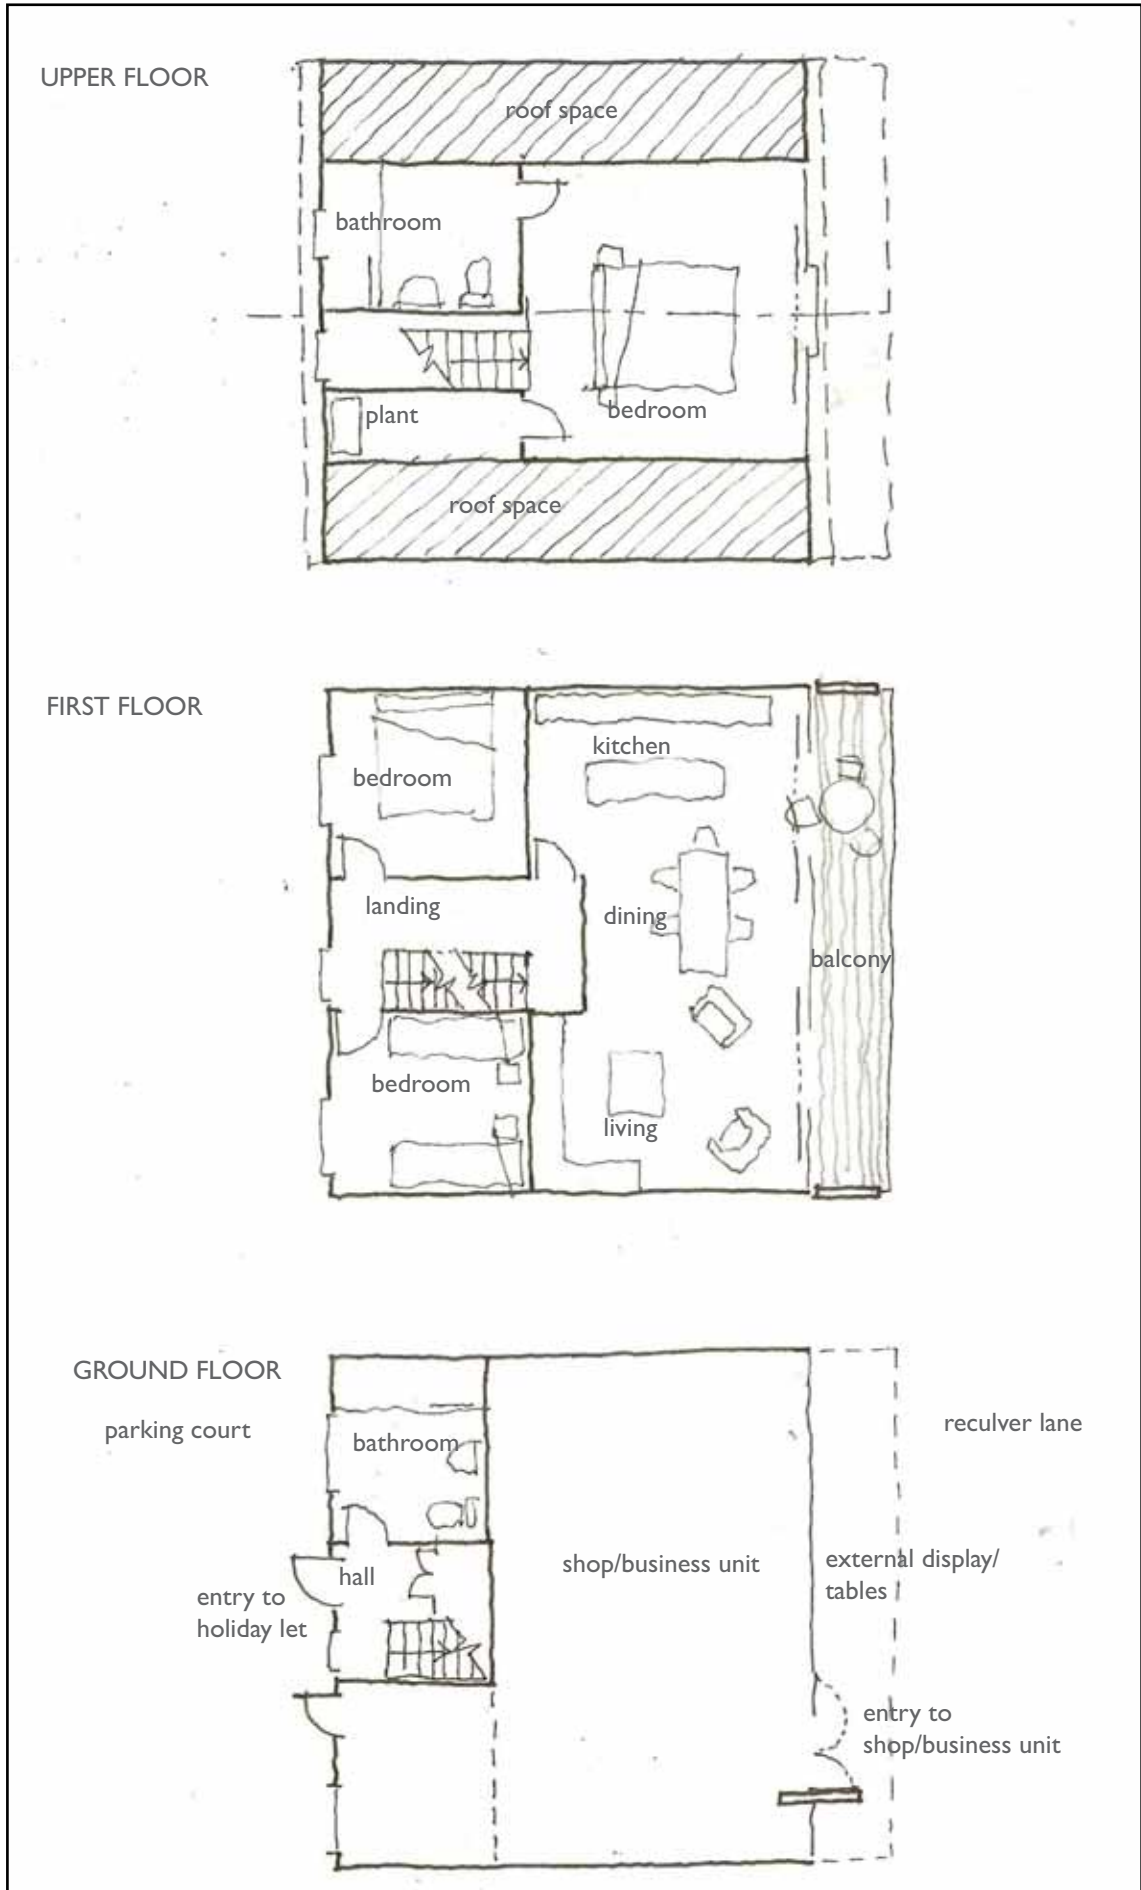 UPPER FLOOR
roof space
bathroom
plant
bedroom
roof space
FIRST FLOOR
kitchen
bedroom
landing
dining
balcony
bedroom
living
GROUND FLOOR
parking court
bathroom
reculver lane
hall
shop/business unit
external display/
tables
entry to
holiday let
entry to
shop/business unit